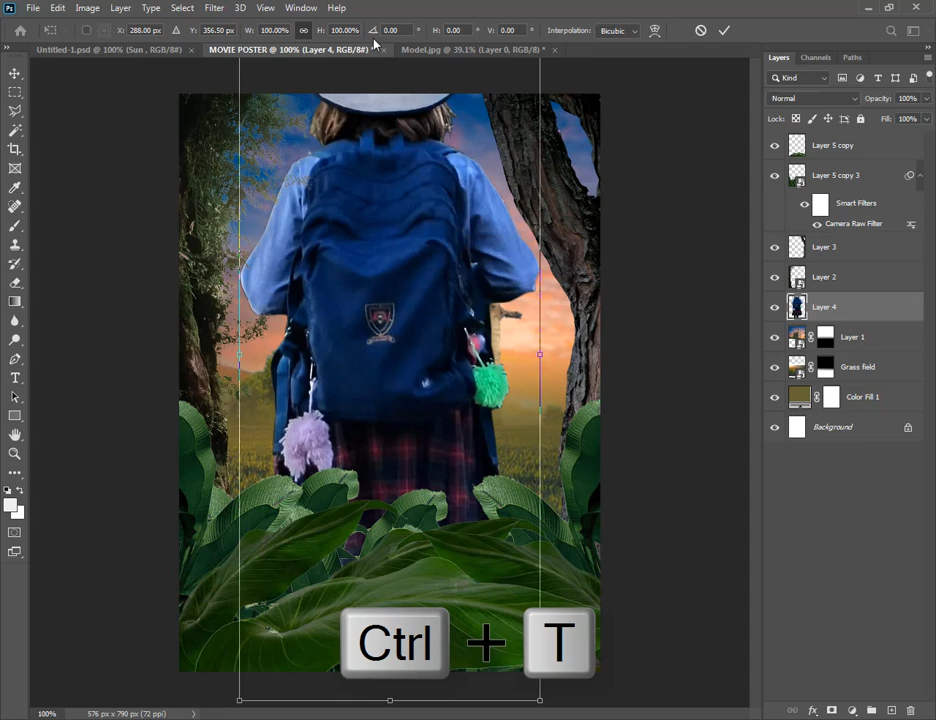 Ps File Edit Image Layer Type Select Filter 3D View Window Help
X: 288.00 px Y: 356.50 px W: 100.00% H: 100.00% 0.00 ° H: 0.00 ° V: 0.00 ° Interpolation: Bicubic
Untitled-1.psd @ 100% (Sun , RGB/8#) ×
MOVIE POSTER @ 100% (Layer 4, RGB/8#) * ×
Model.jpg @ 39.1% (Layer 0, RGB/8) * ×
Layers Channels Paths
Kind
Normal Opacity: 100%
Lock: Fill: 100%
Layer 5 copy
Layer 5 copy 3
Smart Filters
Camera Raw Filter
Layer 3
Layer 2
Layer 4
Layer 1
Grass field
Color Fill 1
Background
Ctrl + T
100% 576 px x 790 px (72 ppi)
fx